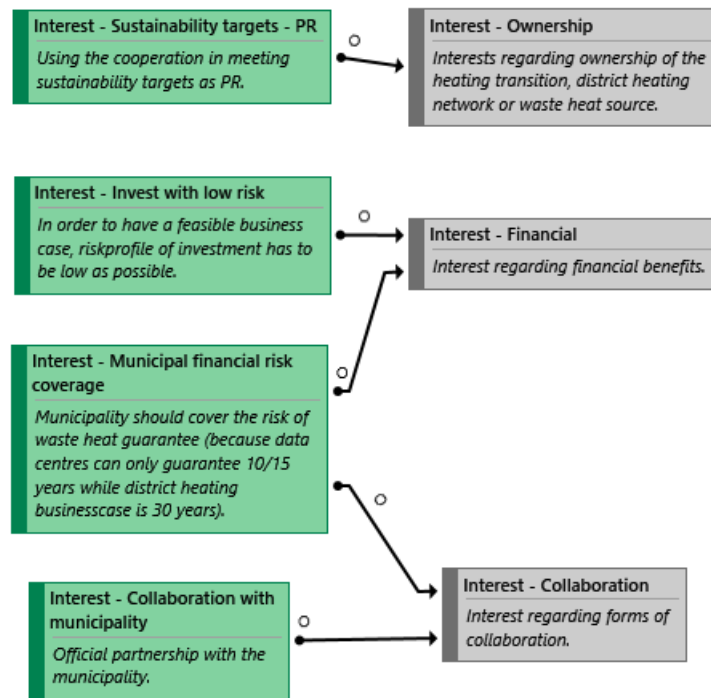 Interest - Sustainability targets - PR
Using the cooperation in meeting
sustainability targets as PR.
Interest - Ownership
Interests regarding ownership of the
heating transition, district heating
network or waste heat source.
Interest - Invest with low risk
In order to have a feasible business
case, riskprofile of investment has to
be low as possible.
Interest - Financial
Interest regarding financial benefits.
Interest - Municipal financial risk
coverage
Municipality should cover the risk of
waste heat guarantee (because data
centres can only guarantee 10/15
years while district heating
businesscase is 30 years).
Interest - Collaboration with
municipality
Official partnership with the
municipality.
Interest - Collaboration
Interest regarding forms of
collaboration.